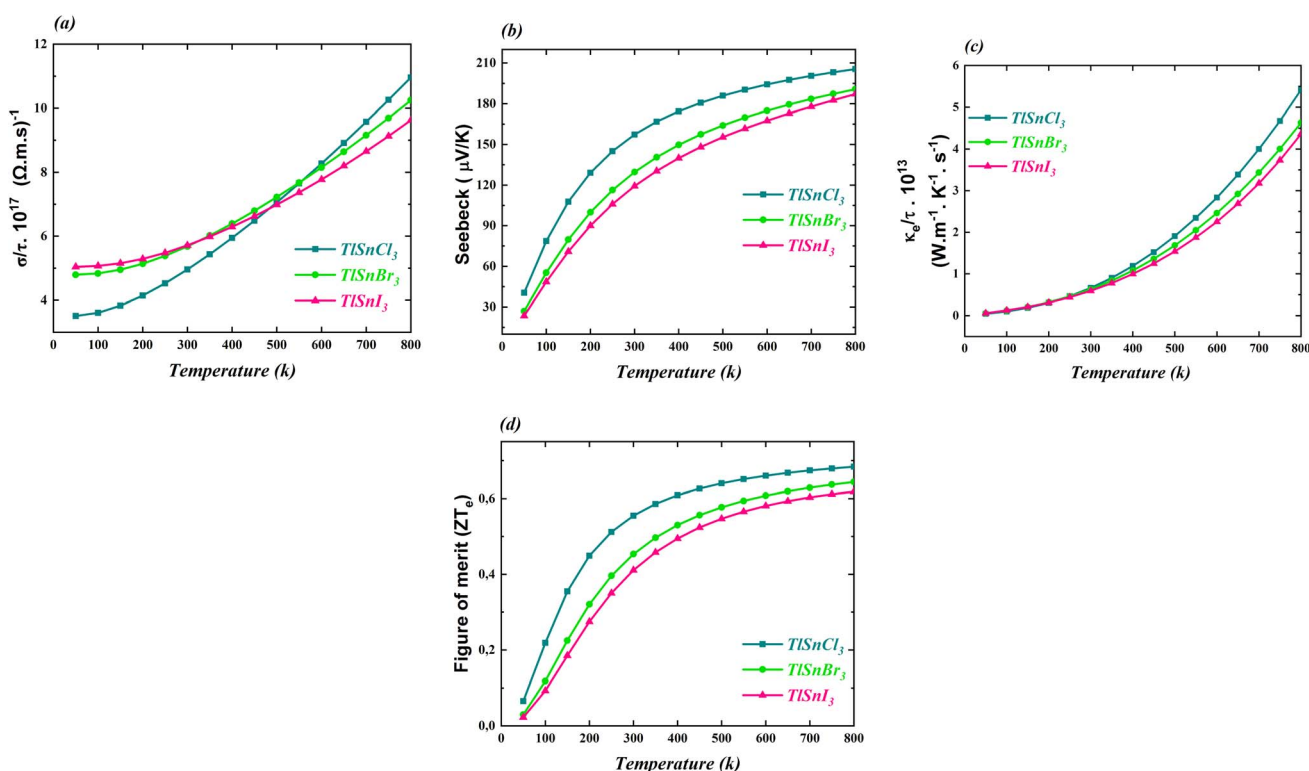 (a)
12
10
8
6
4
0 100 200 300 400 500 600 700 800
σ/τ. 10¹⁷ (Ω.m.s)⁻¹
Temperature (k)
TlSnCl₃
TlSnBr₃
TlSnI₃
(b)
210
180
150
120
90
60
30
0 100 200 300 400 500 600 700 800
Seebeck ( µV/K)
Temperature (k)
TlSnCl₃
TlSnBr₃
TlSnI₃
(c)
6
5
4
3
2
1
0
0 100 200 300 400 500 600 700 800
κₑ/τ . 10¹³
(W.m⁻¹. K⁻¹. s⁻¹)
Temperature (k)
TlSnCl₃
TlSnBr₃
TlSnI₃
(d)
0,6
0,4
0,2
0,0
0 100 200 300 400 500 600 700 800
Figure of merit (ZTₑ)
Temperature (k)
TlSnCl₃
TlSnBr₃
TlSnI₃